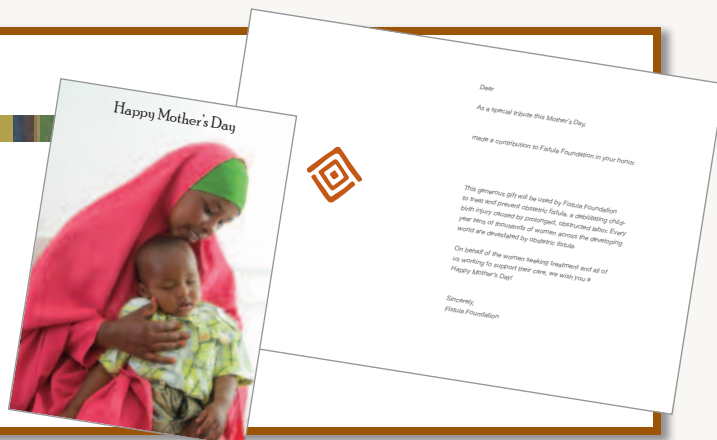 Happy Mother's Day
Dear
As a special tribute this Mother's Day,
made a contribution to Fistula Foundation in your honor.
This generous gift will be used by Fistula Foundation
to treat and prevent obstetric fistula, a debilitating child-
birth injury caused by prolonged, obstructed labor. Every
year tens of thousands of women across the developing
world are devastated by obstetric fistula.
On behalf of the women seeking treatment and all of
us working to support their care, we wish you a
Happy Mother's Day!
Sincerely,
Fistula Foundation